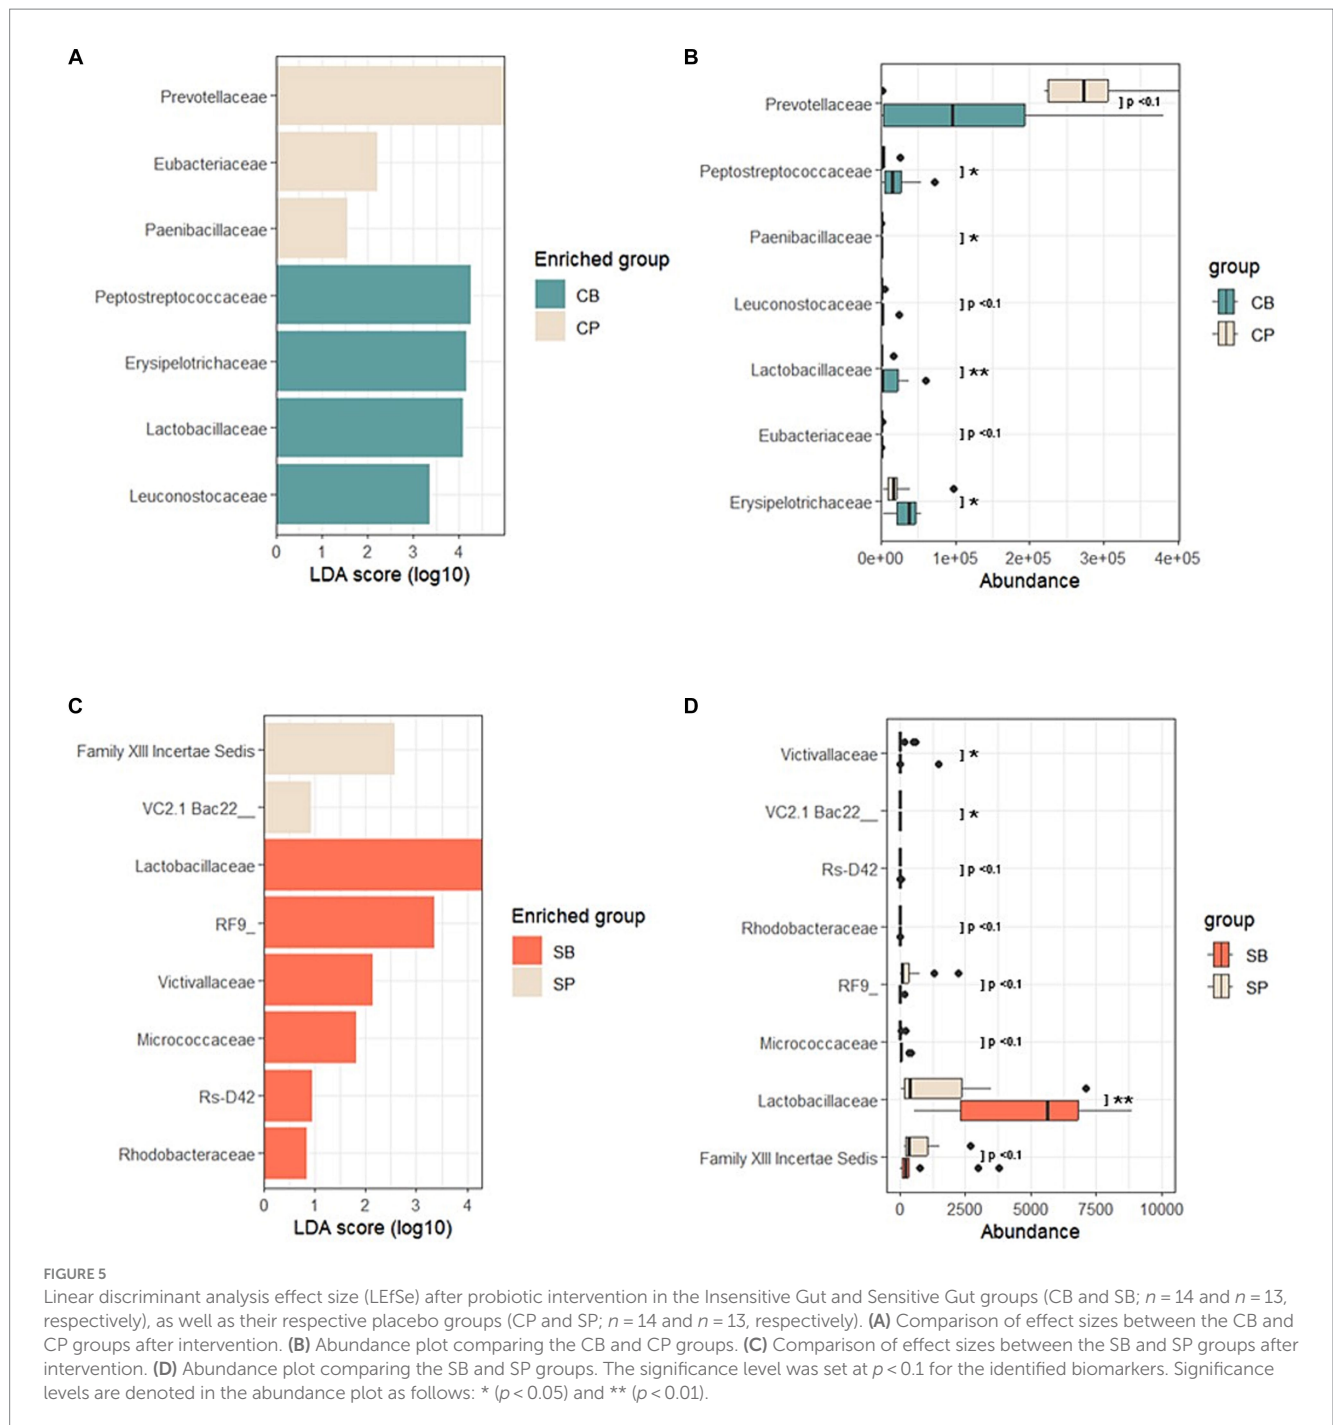 A
Prevotellaceae
Eubacteriaceae
Paenibacillaceae
Peptostreptococcaceae
Erysipelotrichaceae
Lactobacillaceae
Leuconostocaceae
0 1 2 3 4
LDA score (log10)
Enriched group
CB
CP
B
Prevotellaceae
] p <0.1
Peptostreptococcaceae
] *
Paenibacillaceae
] *
Leuconostocaceae
] p <0.1
Lactobacillaceae
] **
Eubacteriaceae
] p <0.1
Erysipelotrichaceae
] *
0e+00 1e+05 2e+05 3e+05 4e+05
Abundance
group
CB
CP
C
Family XIII Incertae Sedis
VC2.1 Bac22__
Lactobacillaceae
RF9_
Victivallaceae
Micrococcaceae
Rs-D42
Rhodobacteraceae
0 1 2 3 4
LDA score (log10)
Enriched group
SB
SP
D
Victivallaceae
] *
VC2.1 Bac22__
] *
Rs-D42
] p <0.1
Rhodobacteraceae
] p <0.1
RF9_
] p <0.1
Micrococcaceae
] p <0.1
Lactobacillaceae
] **
Family XIII Incertae Sedis
] p <0.1
0 2500 5000 7500 10000
Abundance
group
SB
SP
FIGURE 5
Linear discriminant analysis effect size (LEfSe) after probiotic intervention in the Insensitive Gut and Sensitive Gut groups (CB and SB; n = 14 and n = 13,
respectively), as well as their respective placebo groups (CP and SP; n = 14 and n = 13, respectively). (A) Comparison of effect sizes between the CB and
CP groups after intervention. (B) Abundance plot comparing the CB and CP groups. (C) Comparison of effect sizes between the SB and SP groups after
intervention. (D) Abundance plot comparing the SB and SP groups. The significance level was set at p < 0.1 for the identified biomarkers. Significance
levels are denoted in the abundance plot as follows: * (p < 0.05) and ** (p < 0.01).